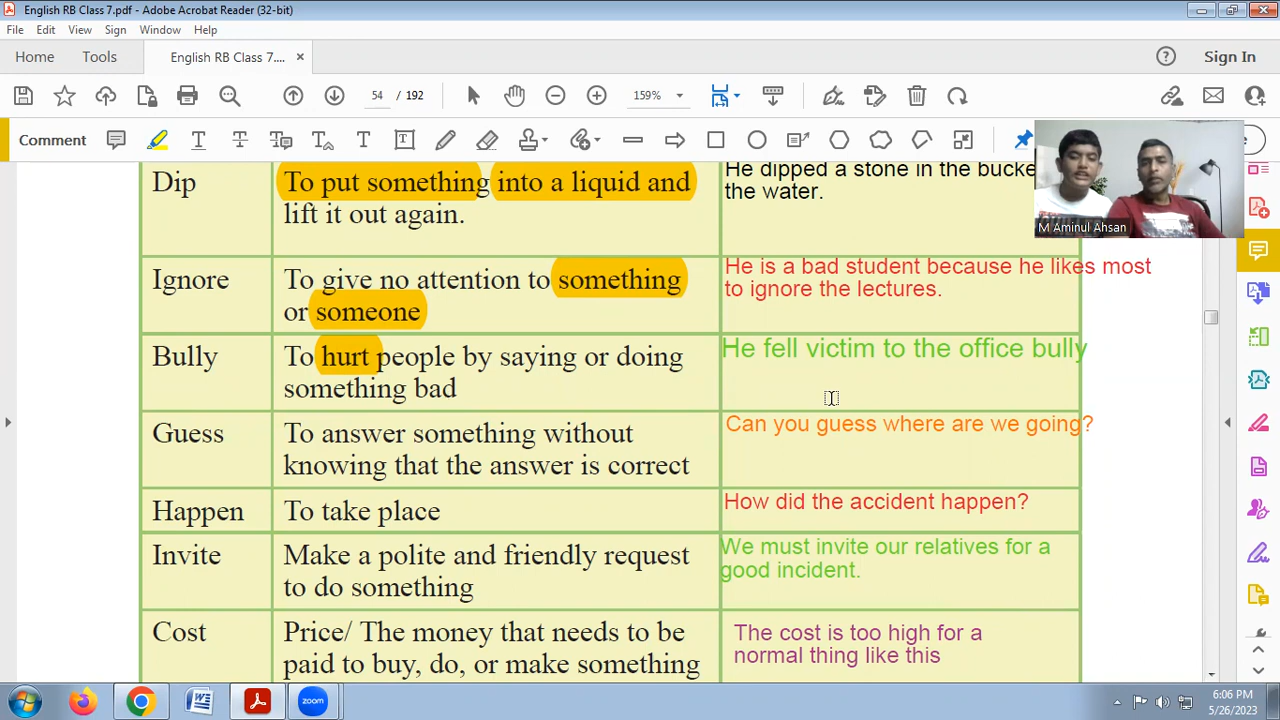 English RB Class 7.pdf - Adobe Acrobat Reader (32-bit)
File Edit View Sign Window Help
Home Tools English RB Class 7.... × Sign In
54 / 192 159%
Comment
M Aminul Ahsan
Dip To put something into a liquid and He dipped a stone in the bucke
lift it out again. the water.
Ignore To give no attention to something He is a bad student because he likes most
or someone to ignore the lectures.
Bully To hurt people by saying or doing He fell victim to the office bully
something bad
Guess To answer something without Can you guess where are we going?
knowing that the answer is correct
Happen To take place How did the accident happen?
Invite Make a polite and friendly request We must invite our relatives for a
to do something good incident.
Cost Price/ The money that needs to be The cost is too high for a
paid to buy, do, or make something normal thing like this
zoom
6:06 PM
5/26/2023